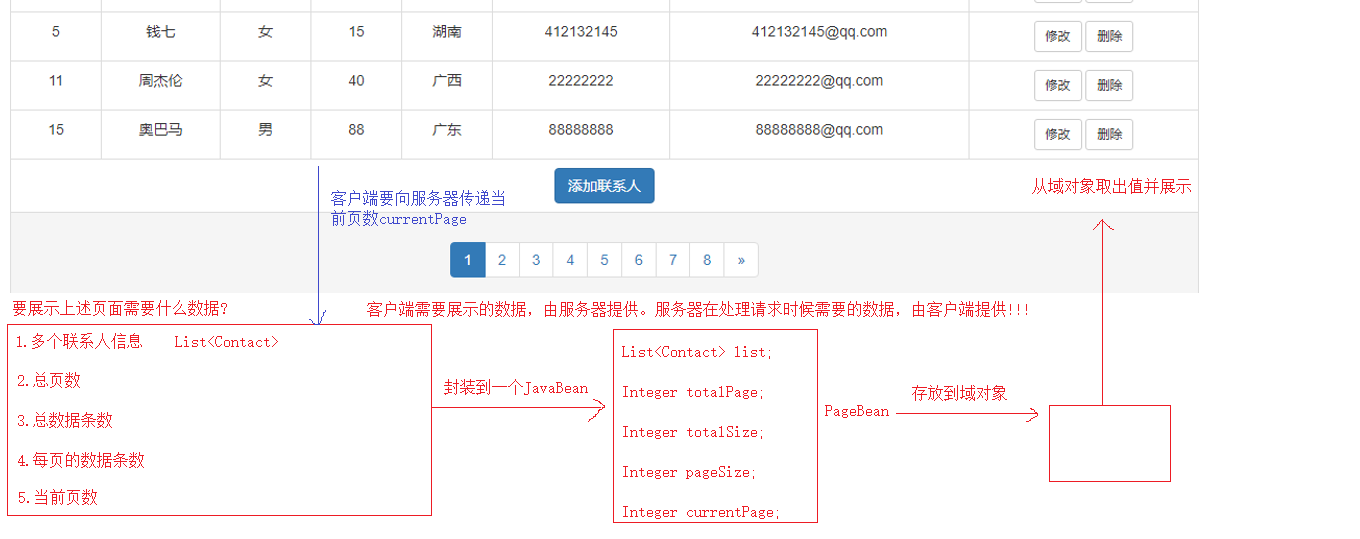 5 钱七 女 15 湖南 412132145 412132145@qq.com 修改 删除
11 周杰伦 女 40 广西 22222222 22222222@qq.com 修改 删除
15 奥巴马 男 88 广东 88888888 88888888@qq.com 修改 删除
添加联系人
从域对象取出值并展示
客户端要向服务器传递当
前页数currentPage
1 2 3 4 5 6 7 8 »
要展示上述页面需要什么数据?
客户端需要展示的数据，由服务器提供。服务器在处理请求时候需要的数据，由客户端提供!!!
1.多个联系人信息 List<Contact>
2.总页数
3.总数据条数
4.每页的数据条数
5.当前页数
封装到一个JavaBean
List<Contact> list;
Integer totalPage;
Integer totalSize;
Integer pageSize;
Integer currentPage;
PageBean
存放到域对象